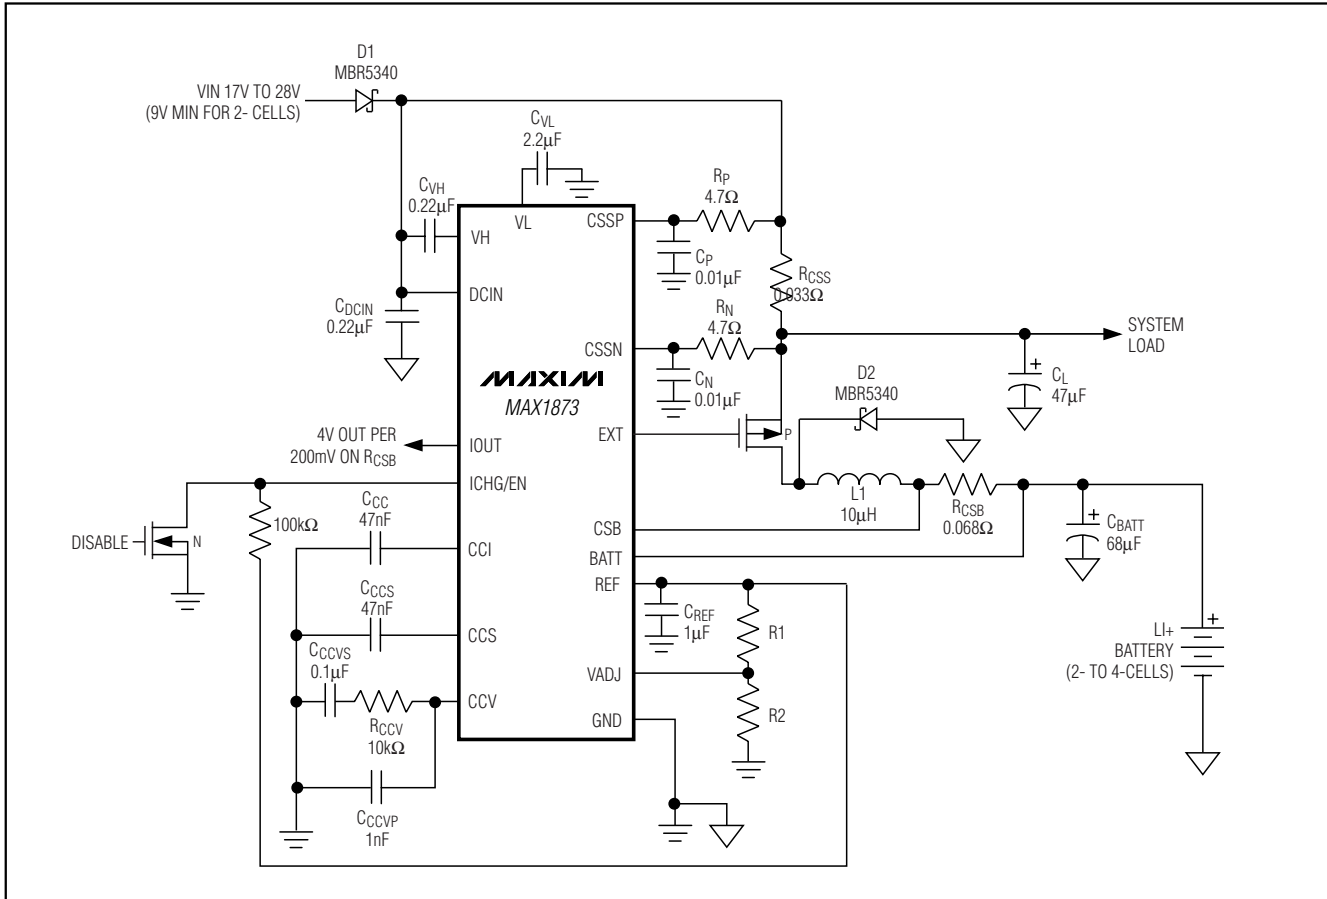 D1
MBR5340
VIN 17V TO 28V
(9V MIN FOR 2- CELLS)
CVL
2.2µF
CVH
0.22µF
VL
VH
DCIN
CDCIN
0.22µF
CSSP
RP
4.7Ω
CP
0.01µF
RCSS
0.033Ω
RN
4.7Ω
CSSN
CN
0.01µF
SYSTEM
LOAD
CL
47µF
MAXIM
MAX1873
D2
MBR5340
EXT
P
4V OUT PER
200mV ON RCSB
IOUT
ICHG/EN
L1
10µH
RCSB
0.068Ω
CBATT
68µF
DISABLE
N
100kΩ
CCC
47nF
CCI
CSB
BATT
REF
CREF
1µF
R1
CCCS
47nF
CCS
LI+
BATTERY
(2- TO 4-CELLS)
CCCVS
0.1µF
RCCV
10kΩ
CCV
VADJ
R2
GND
CCCVP
1nF